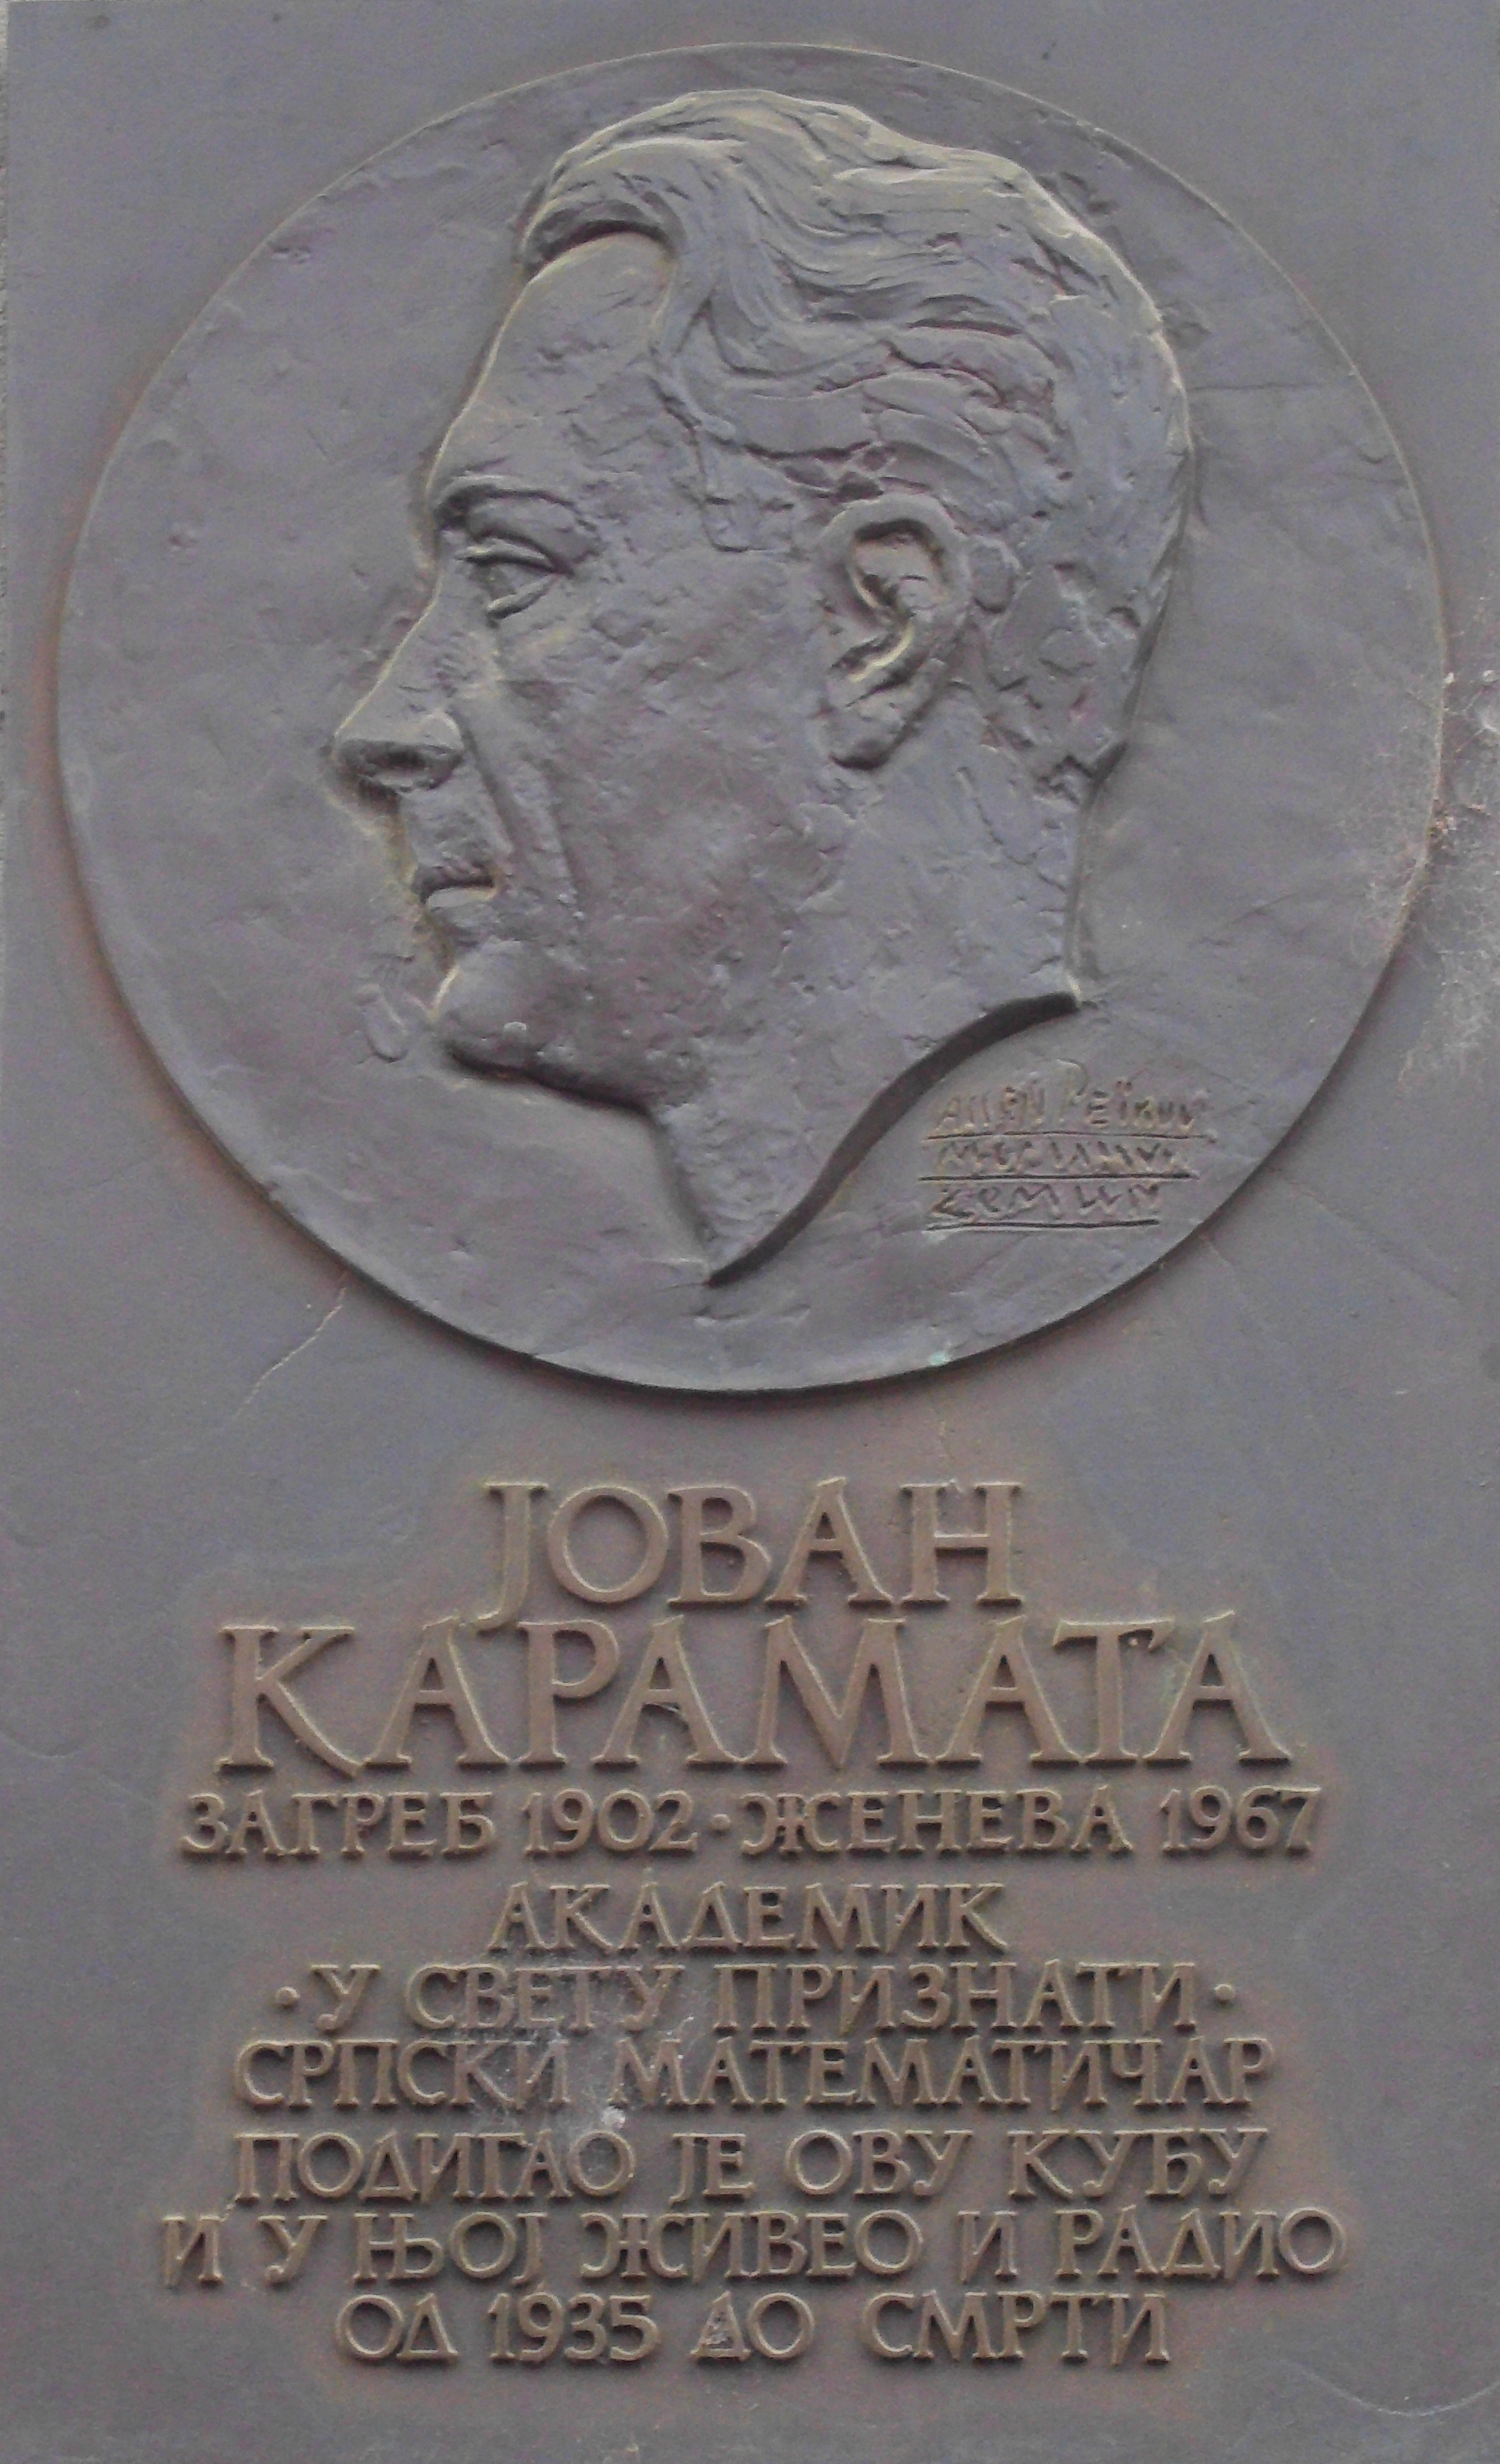 ЈОВАН
КАРАМАТА
ЗАГРЕБ 1902 · ЖЕНЕВА 1967
АКАДЕМИК
· У СВЕТУ ПРИЗНАТИ ·
СРПСКИ МАТЕМАТИЧАР
ПОДИГАО ЈЕ ОВУ КУЋУ
И У ЊОЈ ЖИВЕО И РАДИО
ОД 1935 ДО СМРТИ